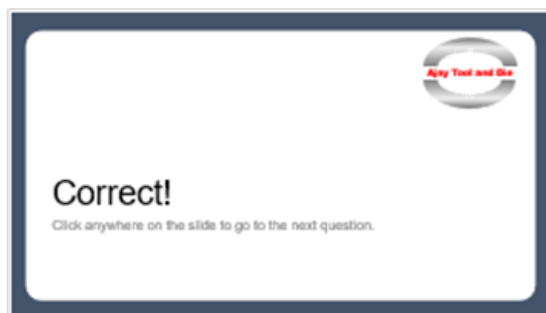 Ajay Tool and Die
Correct!
Click anywhere on the slide to go to the next question.